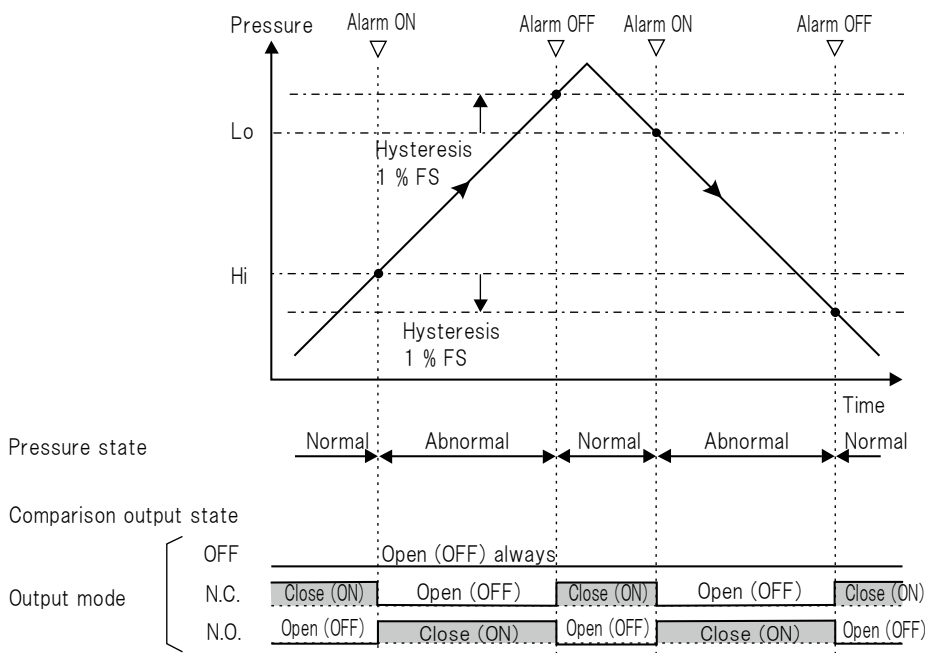 Pressure
Alarm ON
Alarm OFF
Alarm ON
Alarm OFF
Lo
Hysteresis
1 % FS
Hi
Hysteresis
1 % FS
Time
Pressure state
Normal
Abnormal
Normal
Abnormal
Normal
Comparison output state
Output mode
OFF
Open (OFF) always
N.C.
Close (ON)
Open (OFF)
Close (ON)
Open (OFF)
Close (ON)
N.O.
Open (OFF)
Close (ON)
Open (OFF)
Close (ON)
Open (OFF)